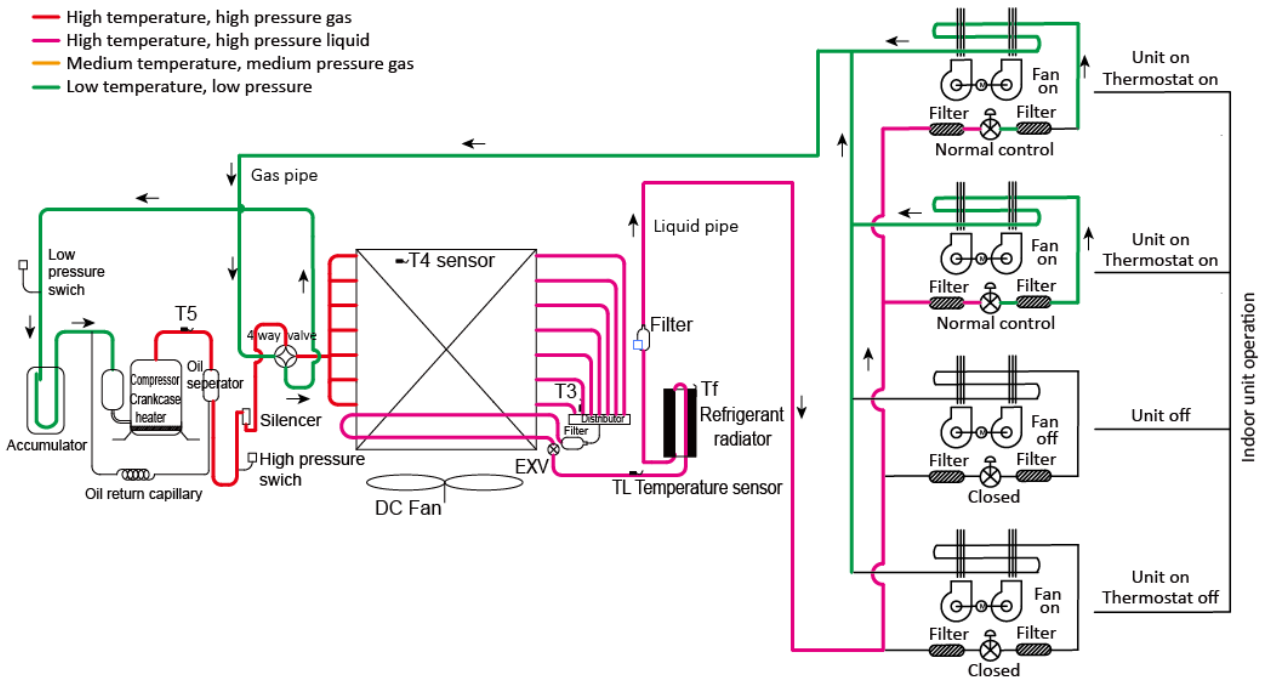 High temperature, high pressure gas
High temperature, high pressure liquid
Medium temperature, medium pressure gas
Low temperature, low pressure
Gas pipe
Liquid pipe
Low
pressure
swich
T5
4 way valve
T4 sensor
Filter
Compressor
Crankcase
heater
Oil
seperator
Accumulator
Silencer
High pressure
swich
Oil return capillary
T3
Distributor
Filter
EXV
DC Fan
TL Temperature sensor
Tf
Refrigerant
radiator
M
Fan
on
Filter
Filter
Normal control
Unit on
Thermostat on
M
Fan
on
Filter
Filter
Normal control
Unit on
Thermostat on
M
Fan
off
Filter
Filter
Closed
Unit off
M
Fan
on
Filter
Filter
Closed
Unit on
Thermostat off
Indoor unit operation